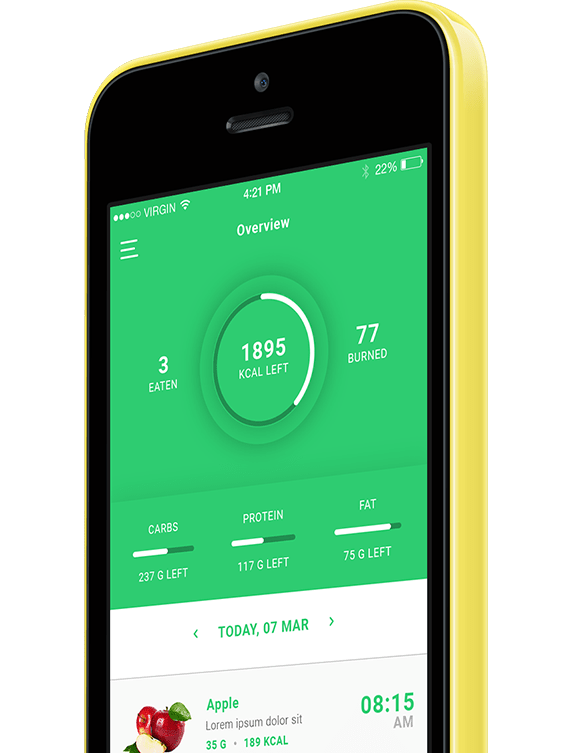 VIRGIN
4:21 PM
22%
Overview
3
EATEN
1895
KCAL LEFT
77
BURNED
CARBS
237 G LEFT
PROTEIN
117 G LEFT
FAT
75 G LEFT
‹ TODAY, 07 MAR ›
Apple
Lorem ipsum dolor sit
35 G • 189 KCAL
08:15
AM